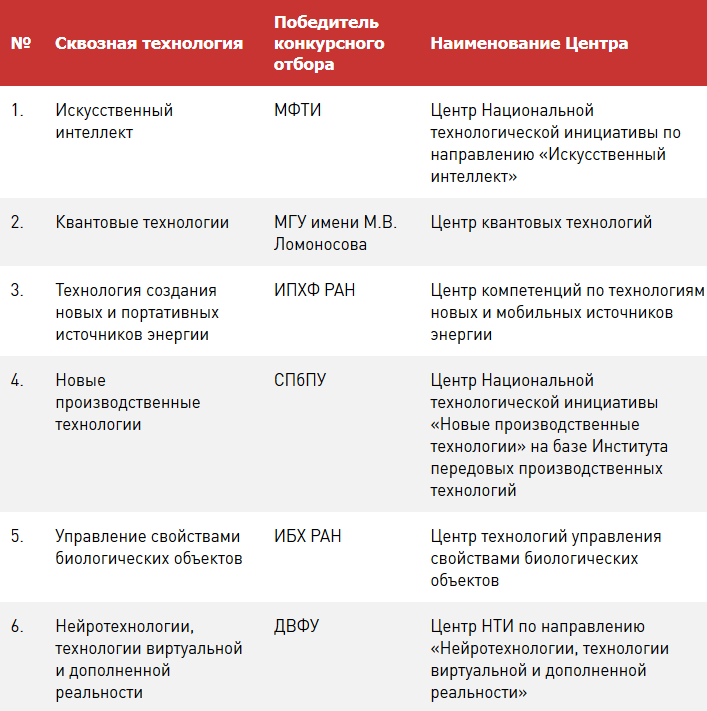 № Сквозная технология Победитель конкурсного отбора Наименование Центра
1. Искусственный интеллект МФТИ Центр Национальной технологической инициативы по направлению «Искусственный интеллект»
2. Квантовые технологии МГУ имени М.В. Ломоносова Центр квантовых технологий
3. Технология создания новых и портативных источников энергии ИПХФ РАН Центр компетенций по технологиям новых и мобильных источников энергии
4. Новые производственные технологии СПбПУ Центр Национальной технологической инициативы «Новые производственные технологии» на базе Института передовых производственных технологий
5. Управление свойствами биологических объектов ИБХ РАН Центр технологий управления свойствами биологических объектов
6. Нейротехнологии, технологии виртуальной и дополненной реальности ДВФУ Центр НТИ по направлению «Нейротехнологии, технологии виртуальной и дополненной реальности»